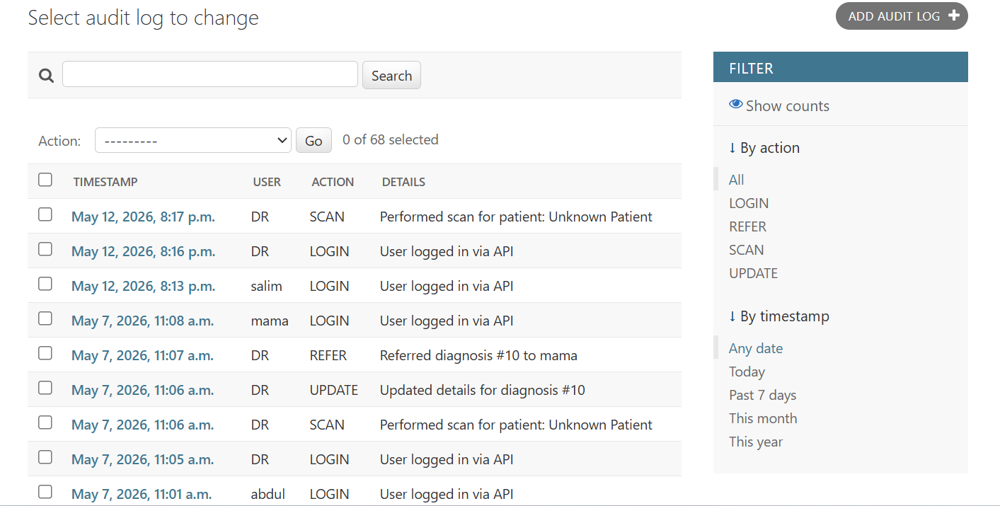 Select audit log to change
ADD AUDIT LOG +
Search
Action: --------- Go 0 of 68 selected
TIMESTAMP USER ACTION DETAILS
May 12, 2026, 8:17 p.m. DR SCAN Performed scan for patient: Unknown Patient
May 12, 2026, 8:16 p.m. DR LOGIN User logged in via API
May 12, 2026, 8:13 p.m. salim LOGIN User logged in via API
May 7, 2026, 11:08 a.m. mama LOGIN User logged in via API
May 7, 2026, 11:07 a.m. DR REFER Referred diagnosis #10 to mama
May 7, 2026, 11:06 a.m. DR UPDATE Updated details for diagnosis #10
May 7, 2026, 11:06 a.m. DR SCAN Performed scan for patient: Unknown Patient
May 7, 2026, 11:05 a.m. DR LOGIN User logged in via API
May 7, 2026, 11:01 a.m. abdul LOGIN User logged in via API
FILTER
Show counts
↓ By action
All
LOGIN
REFER
SCAN
UPDATE
↓ By timestamp
Any date
Today
Past 7 days
This month
This year